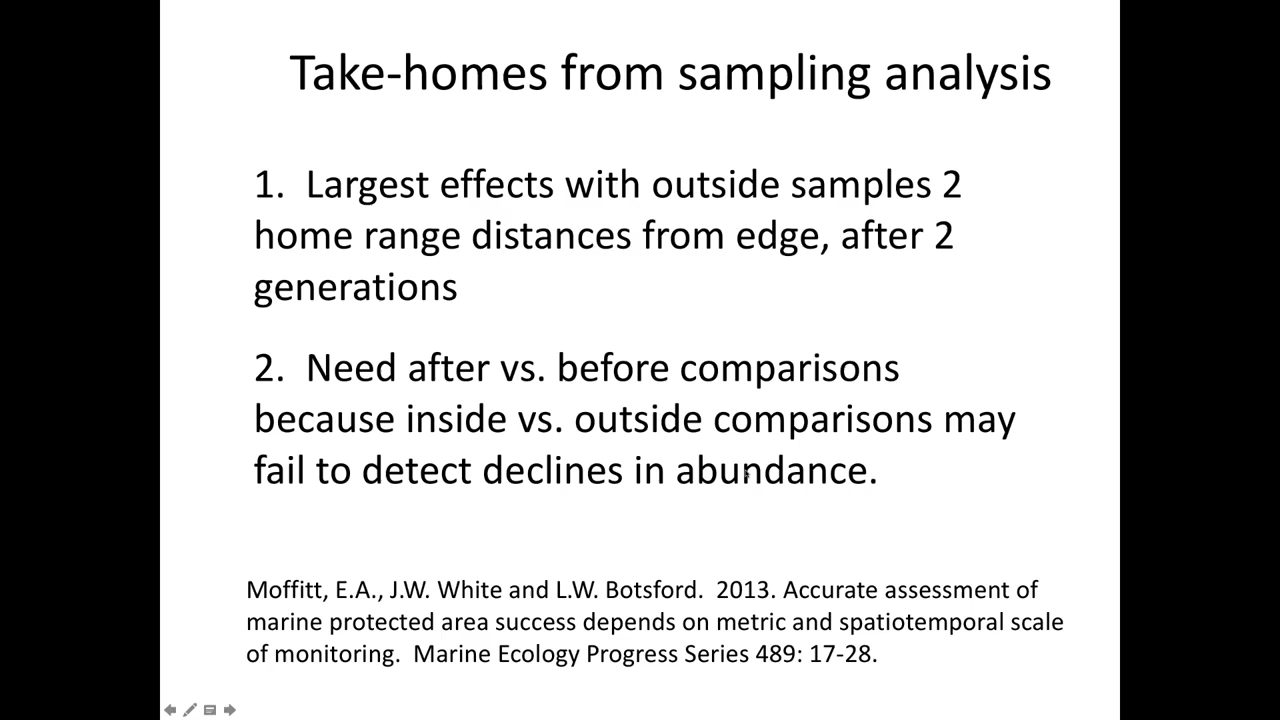 Take-homes from sampling analysis
1. Largest effects with outside samples 2
home range distances from edge, after 2
generations
2. Need after vs. before comparisons
because inside vs. outside comparisons may
fail to detect declines in abundance.
Moffitt, E.A., J.W. White and L.W. Botsford. 2013. Accurate assessment of
marine protected area success depends on metric and spatiotemporal scale
of monitoring. Marine Ecology Progress Series 489: 17-28.